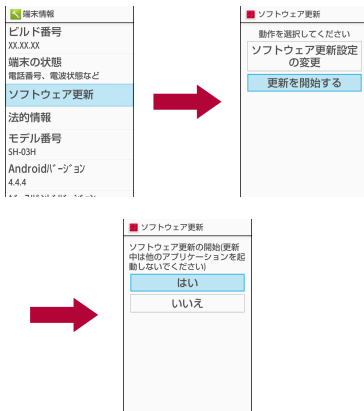 端末情報
ビルド番号
XX.XX.XX
端末の状態
電話番号、電波状態など
ソフトウェア更新
法的情報
モデル番号
SH-03H
Androidバージョン
4.4.4
ソフトウェア更新
動作を選択してください
ソフトウェア更新設定
の変更
更新を開始する
ソフトウェア更新
ソフトウェア更新の開始(更新
中は他のアプリケーションを起
動しないでください)
はい
いいえ